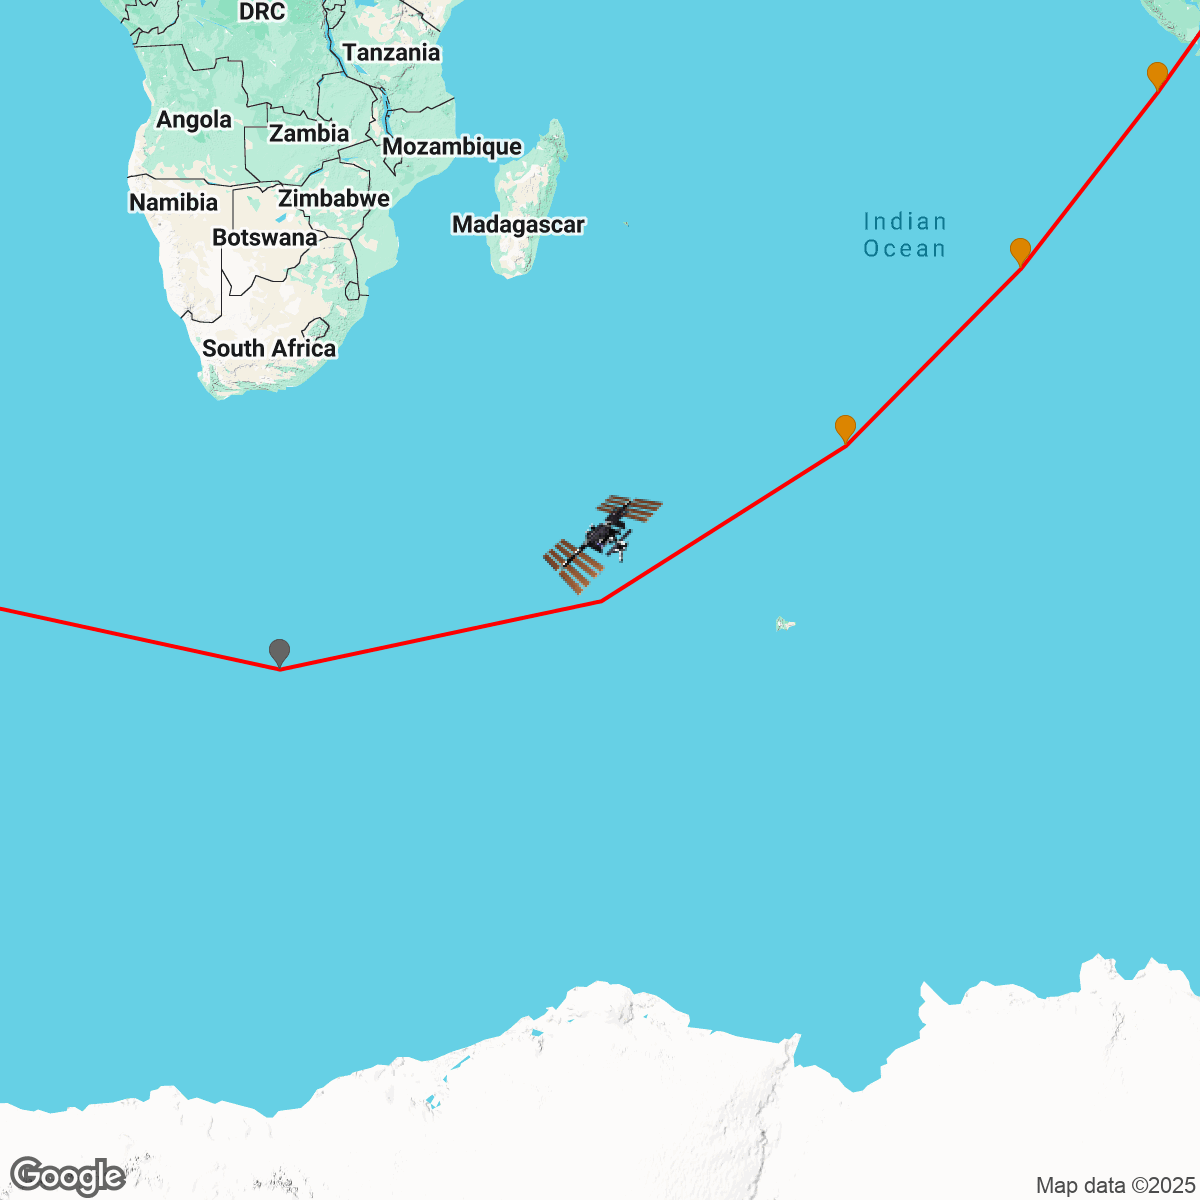 DRC
Tanzania
Angola
Zambia
Mozambique
Namibia
Zimbabwe
Madagascar
Botswana
Indian
Ocean
South Africa
Google
Map data ©2025